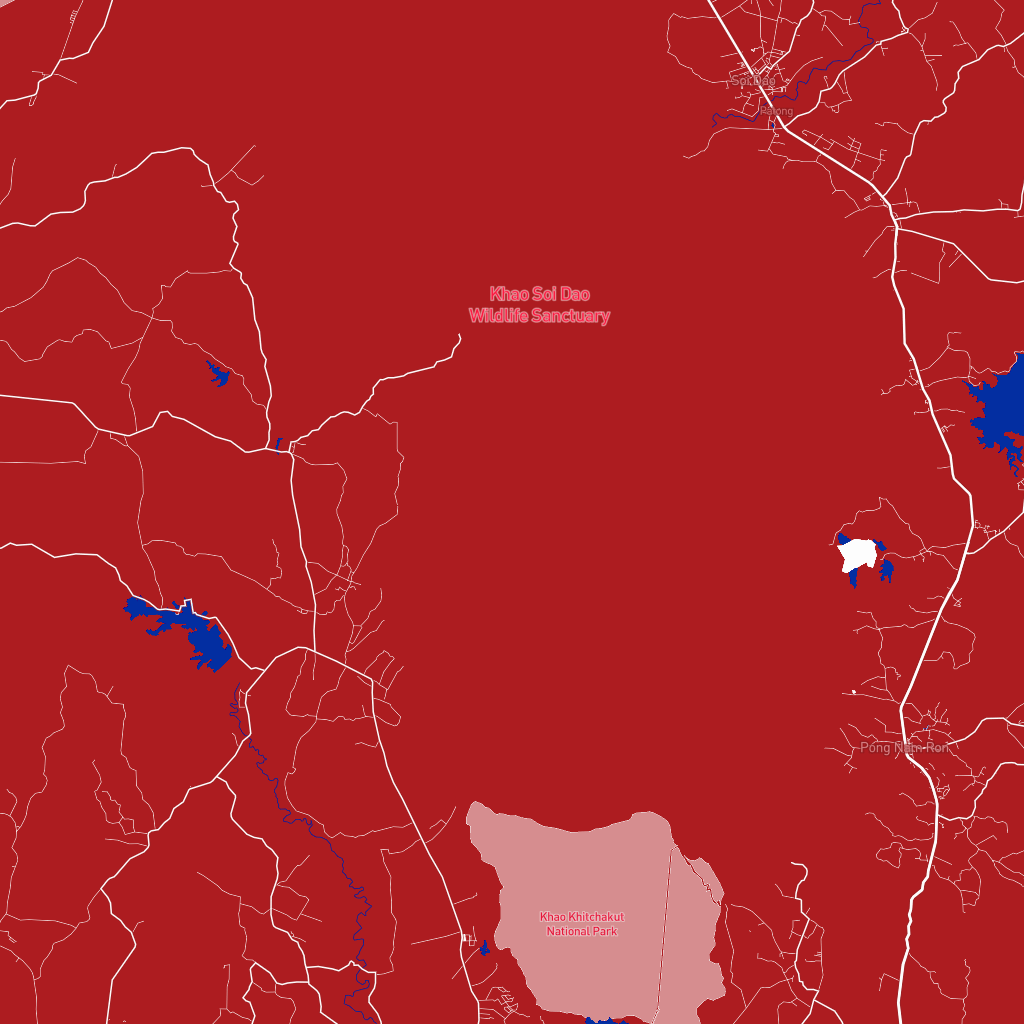 Soi Dao
Patong
Khao Soi Dao
Wildlife Sanctuary
Pong Nam Ron
Khao Khitchakut
National Park